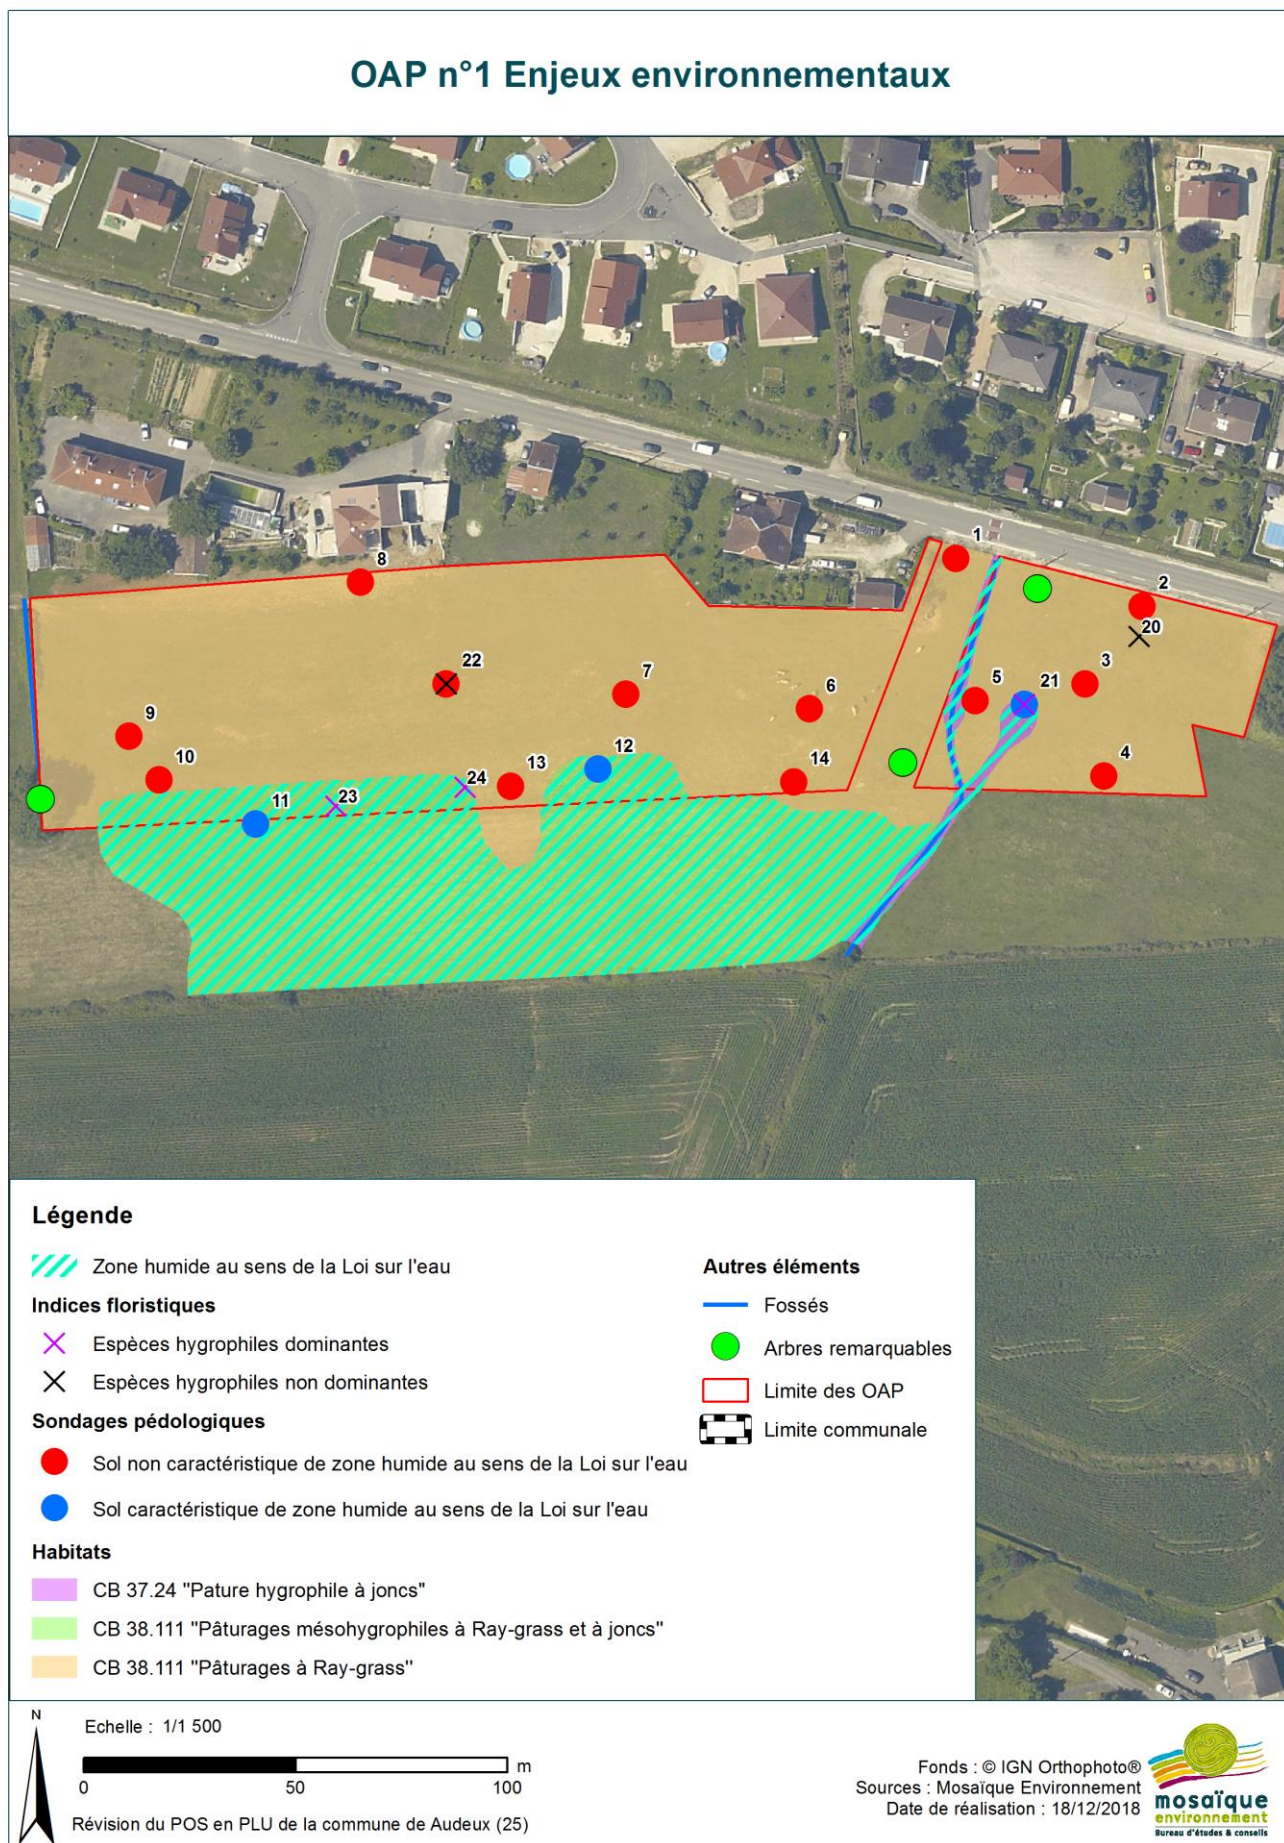 OAP n°1 Enjeux environnementaux
1
2
20
8
3
22
21
7
5
6
9
4
12
10
14
13
24
11
23
Légende
Zone humide au sens de la Loi sur l'eau
Indices floristiques
Espèces hygrophiles dominantes
Espèces hygrophiles non dominantes
Sondages pédologiques
Sol non caractéristique de zone humide au sens de la Loi sur l'eau
Sol caractéristique de zone humide au sens de la Loi sur l'eau
Habitats
CB 37.24 "Pature hygrophile à joncs"
CB 38.111 "Pâturages mésohygrophiles à Ray-grass et à joncs"
CB 38.111 "Pâturages à Ray-grass"
Autres éléments
Fossés
Arbres remarquables
Limite des OAP
Limite communale
N
Echelle : 1/1 500
m
0 50 100
Révision du POS en PLU de la commune de Audeux (25)
Fonds : © IGN Orthophoto®
Sources : Mosaïque Environnement
Date de réalisation : 18/12/2018
mosaïque
environnement
Bureau d'études & conseils